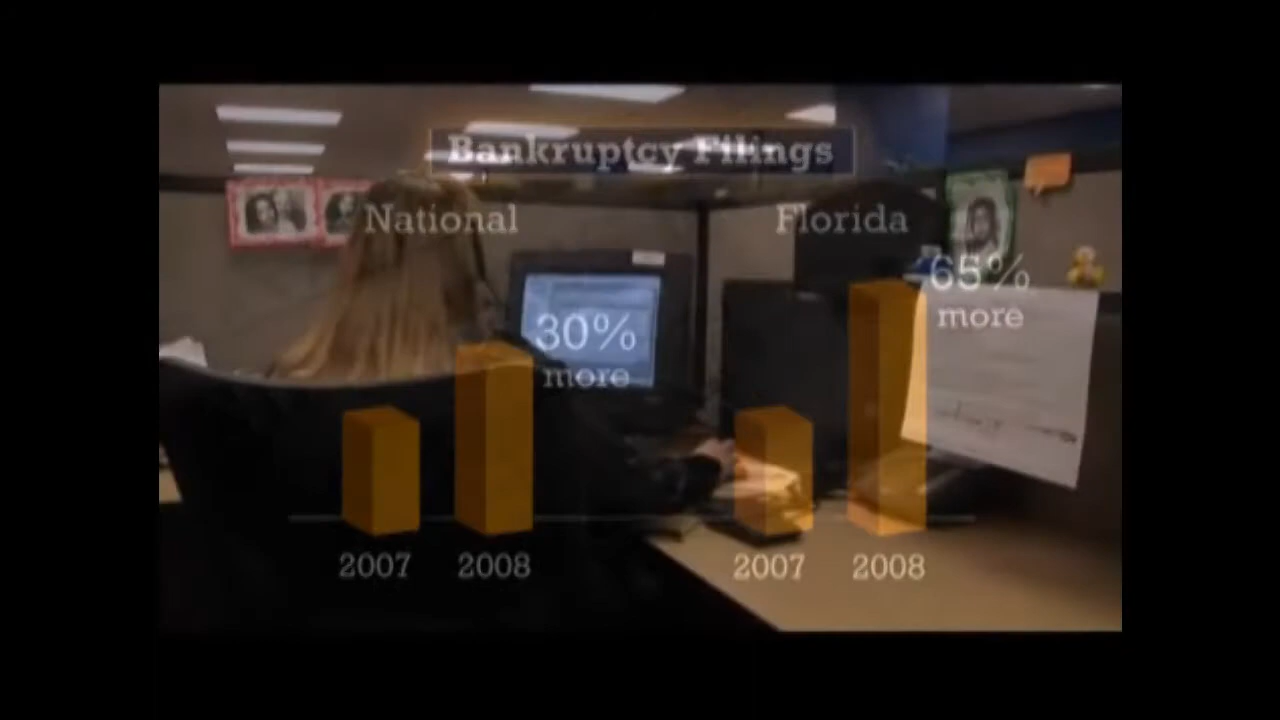 Bankruptcy Filings
National
Florida
65%
more
30%
more
2007
2008
2007
2008